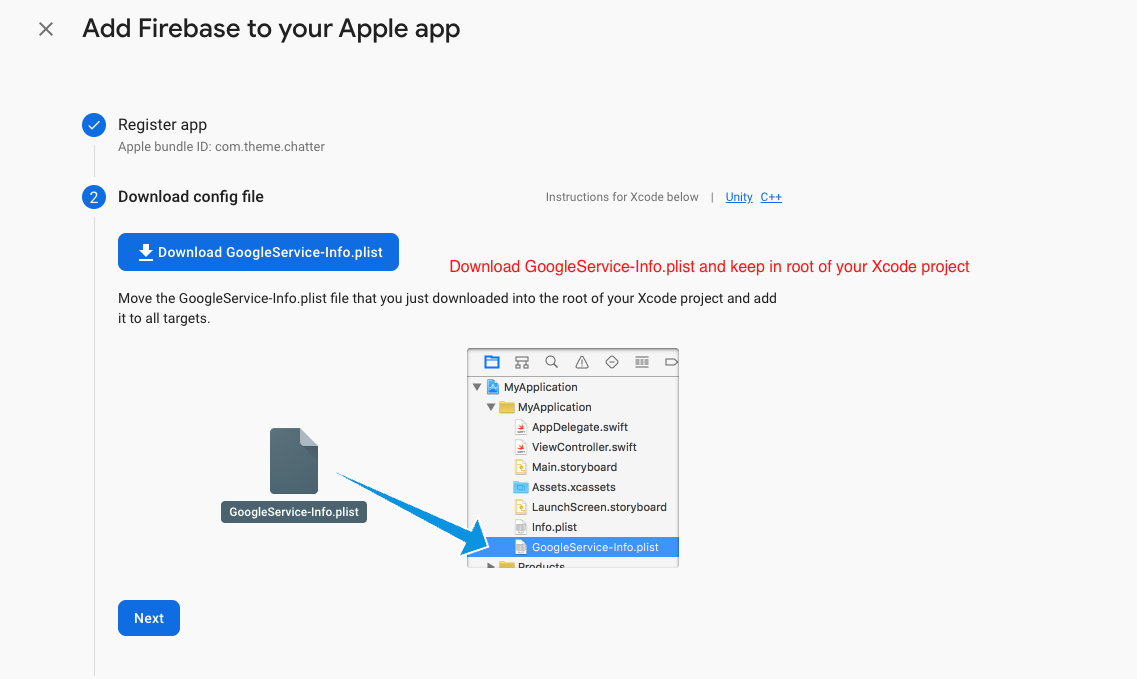 Add Firebase to your Apple app
Register app
Apple bundle ID: com.theme.chatter
2 Download config file
Instructions for Xcode below | Unity C++
Download GoogleService-Info.plist
Download GoogleService-Info.plist and keep in root of your Xcode project
Move the GoogleService-Info.plist file that you just downloaded into the root of your Xcode project and add
it to all targets.
MyApplication
MyApplication
AppDelegate.swift
ViewController.swift
Main.storyboard
Assets.xcassets
LaunchScreen.storyboard
Info.plist
GoogleService-Info.plist
Products
GoogleService-Info.plist
Next